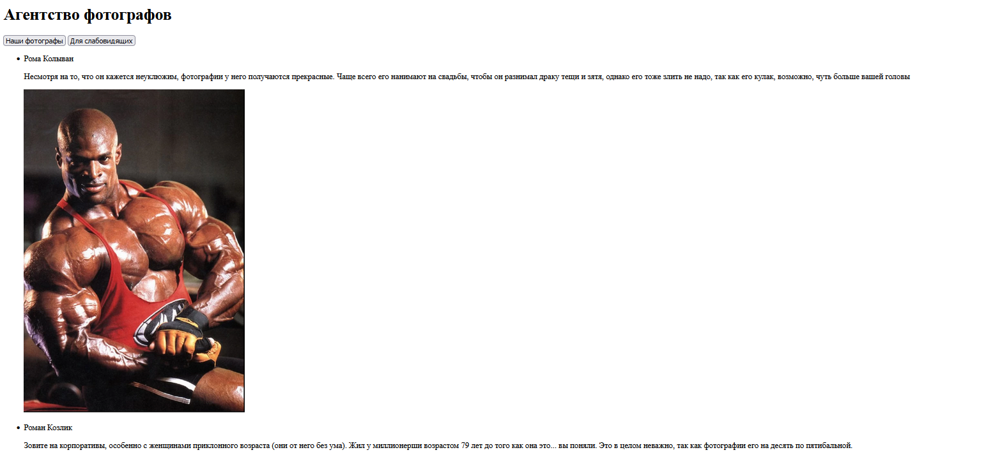 Агентство фотографов
Наши фотографы Для слабовидящих
• Рома Колыван
Несмотря на то, что он кажется неуклюжим, фотографии у него получаются прекрасные. Чаще всего его нанимают на свадьбы, чтобы он разнимал драку тещи и зятя, однако его тоже злить не надо, так как его кулак, возможно, чуть больше вашей головы
• Роман Козлик
Зовите на корпоративы, особенно с женщинами приклонного возраста (они от него без ума). Жил у миллионерши возрастом 79 лет до того как она это... вы поняли. Это в целом неважно, так как фотографии его на десять по пятибальной.